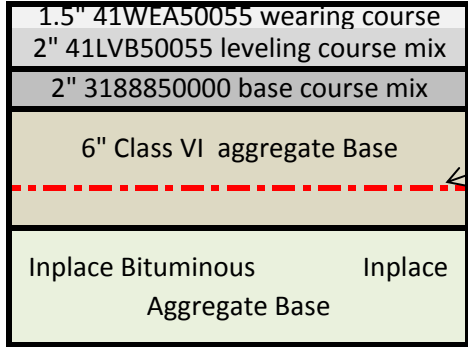 1.5" 41WEA50055 wearing course
2" 41LVB50055 leveling course mix
2" 3188850000 base course mix
6" Class VI aggregate Base
Inplace Bituminous Inplace
Aggregate Base